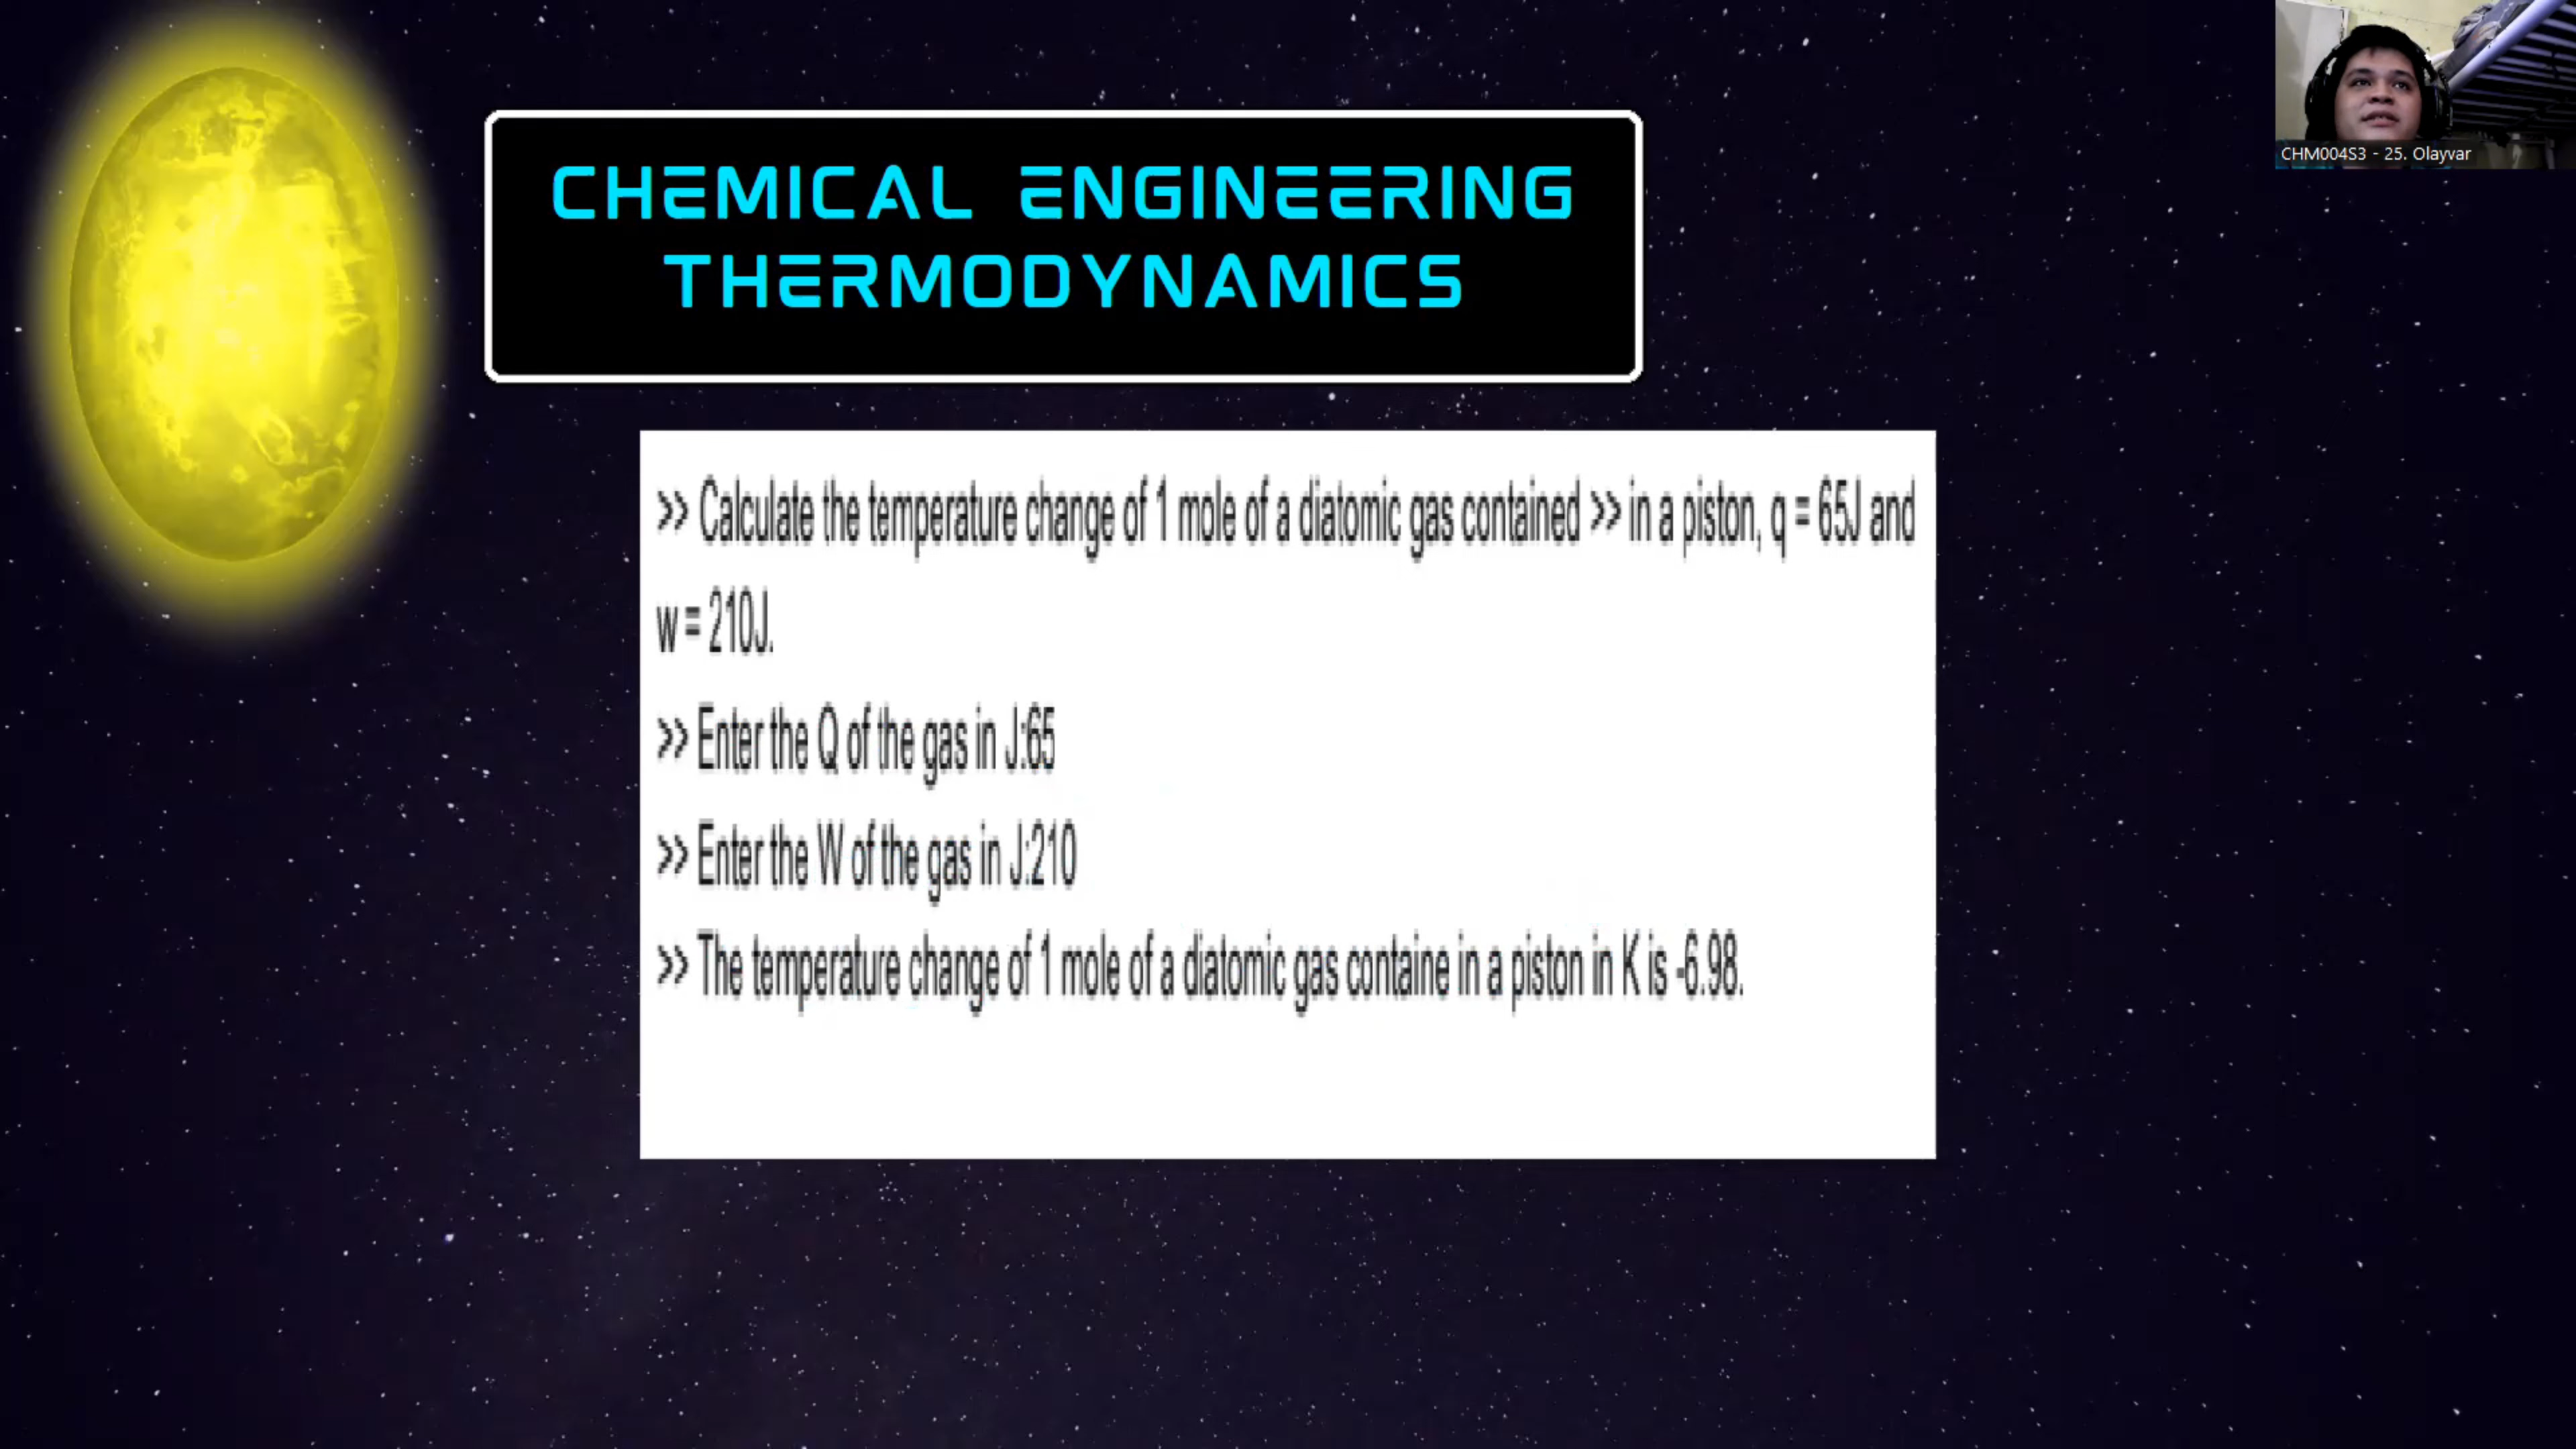 CHM004S3 - 25. Olayvar
CHEMICAL ENGINEERING
THERMODYNAMICS
>> Calculate the temperature change of 1 mole of a diatomic gas contained >> in a piston, q = 65J and
w = 210J.
>> Enter the Q of the gas in J:65
>> Enter the W of the gas in J:210
>> The temperature change of 1 mole of a diatomic gas containe in a piston in K is -6.98.